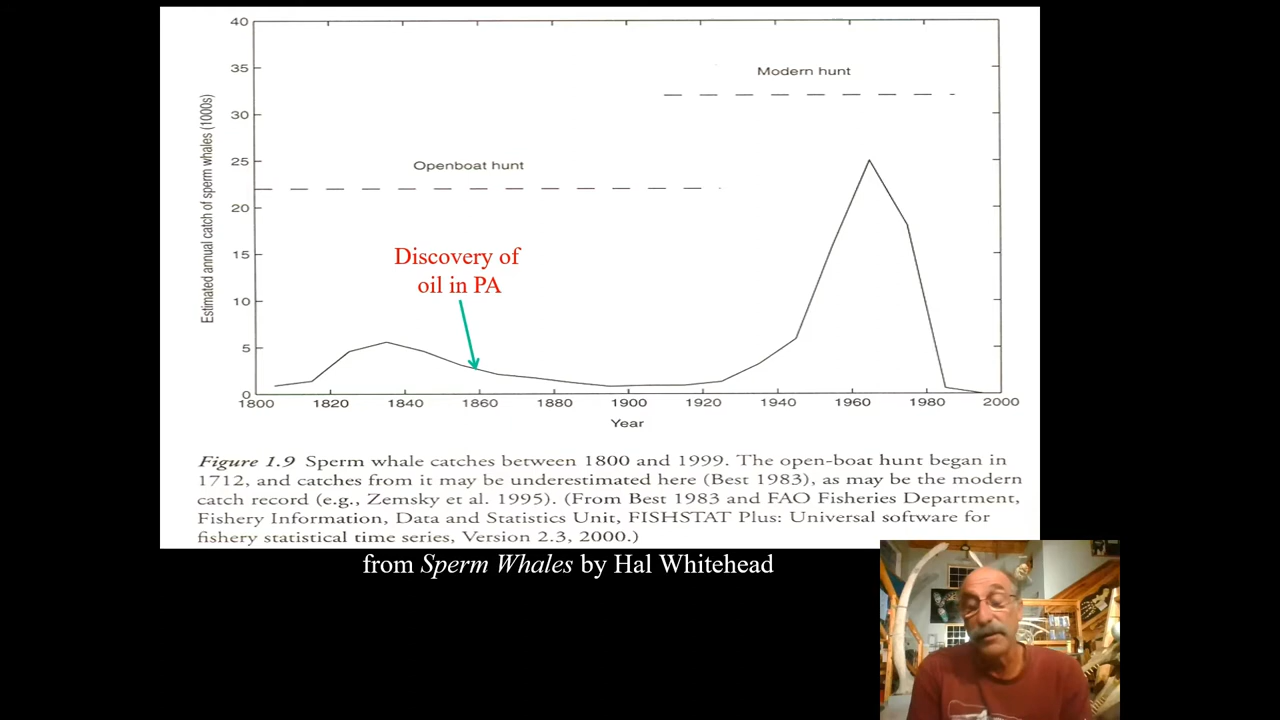 40
35
Modern hunt
30
25
Openboat hunt
20
Discovery of
oil in PA
15
10
5
0
Estimated annual catch of sperm whales (1000s)
1800 1820 1840 1860 1880 1900 1920 1940 1960 1980 2000
Year
Figure 1.9 Sperm whale catches between 1800 and 1999. The open-boat hunt began in
1712, and catches from it may be underestimated here (Best 1983), as may be the modern
catch record (e.g., Zemsky et al. 1995). (From Best 1983 and FAO Fisheries Department,
Fishery Information, Data and Statistics Unit, FISHSTAT Plus: Universal software for
fishery statistical time series, Version 2.3, 2000.)
from Sperm Whales by Hal Whitehead